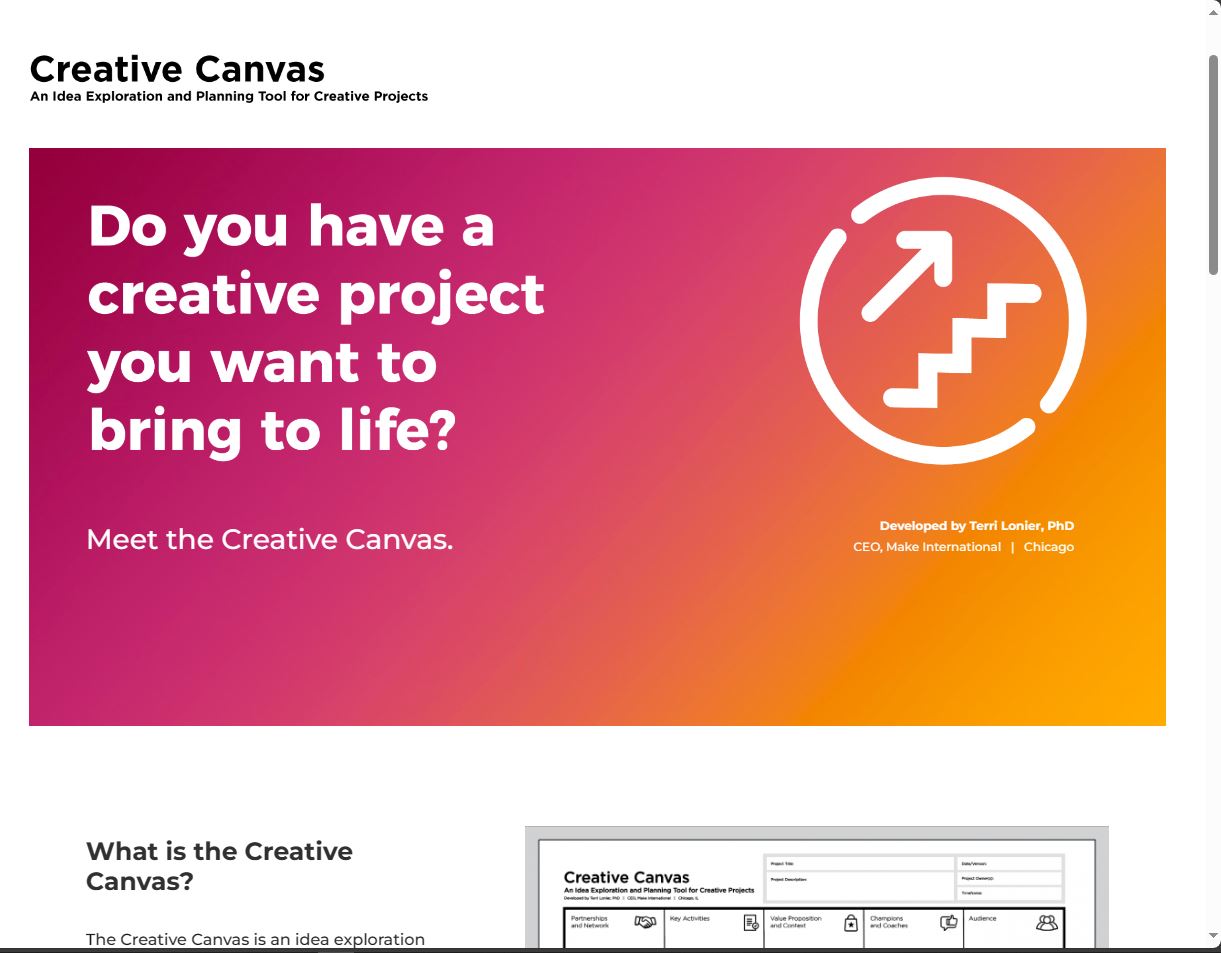 Creative Canvas
An Idea Exploration and Planning Tool for Creative Projects
Do you have a
creative project
you want to
bring to life?
Meet the Creative Canvas.
Developed by Terri Lonier, PhD
CEO, Make International | Chicago
What is the Creative
Canvas?
The Creative Canvas is an idea exploration
Creative Canvas
An Idea Exploration and Planning Tool for Creative Projects
Developed by Terri Lonier, PhD | CEO, Make International | Chicago, IL
Project Title:
Project Description:
Date/Version:
Project Owner(s):
Timeframe:
Partnerships
and Network
Key Activities
Value Proposition
and Context
Champions
and Coaches
Audience